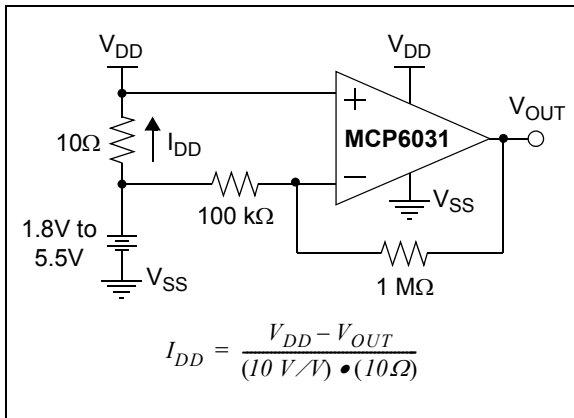 V_DD
V_DD
V_OUT
+
MCP6031
−
10Ω
I_DD
100 kΩ
V_SS
1.8V to
5.5V
V_SS
1 MΩ
I_DD = (V_DD – V_OUT) / ((10 V/V) • (10Ω))